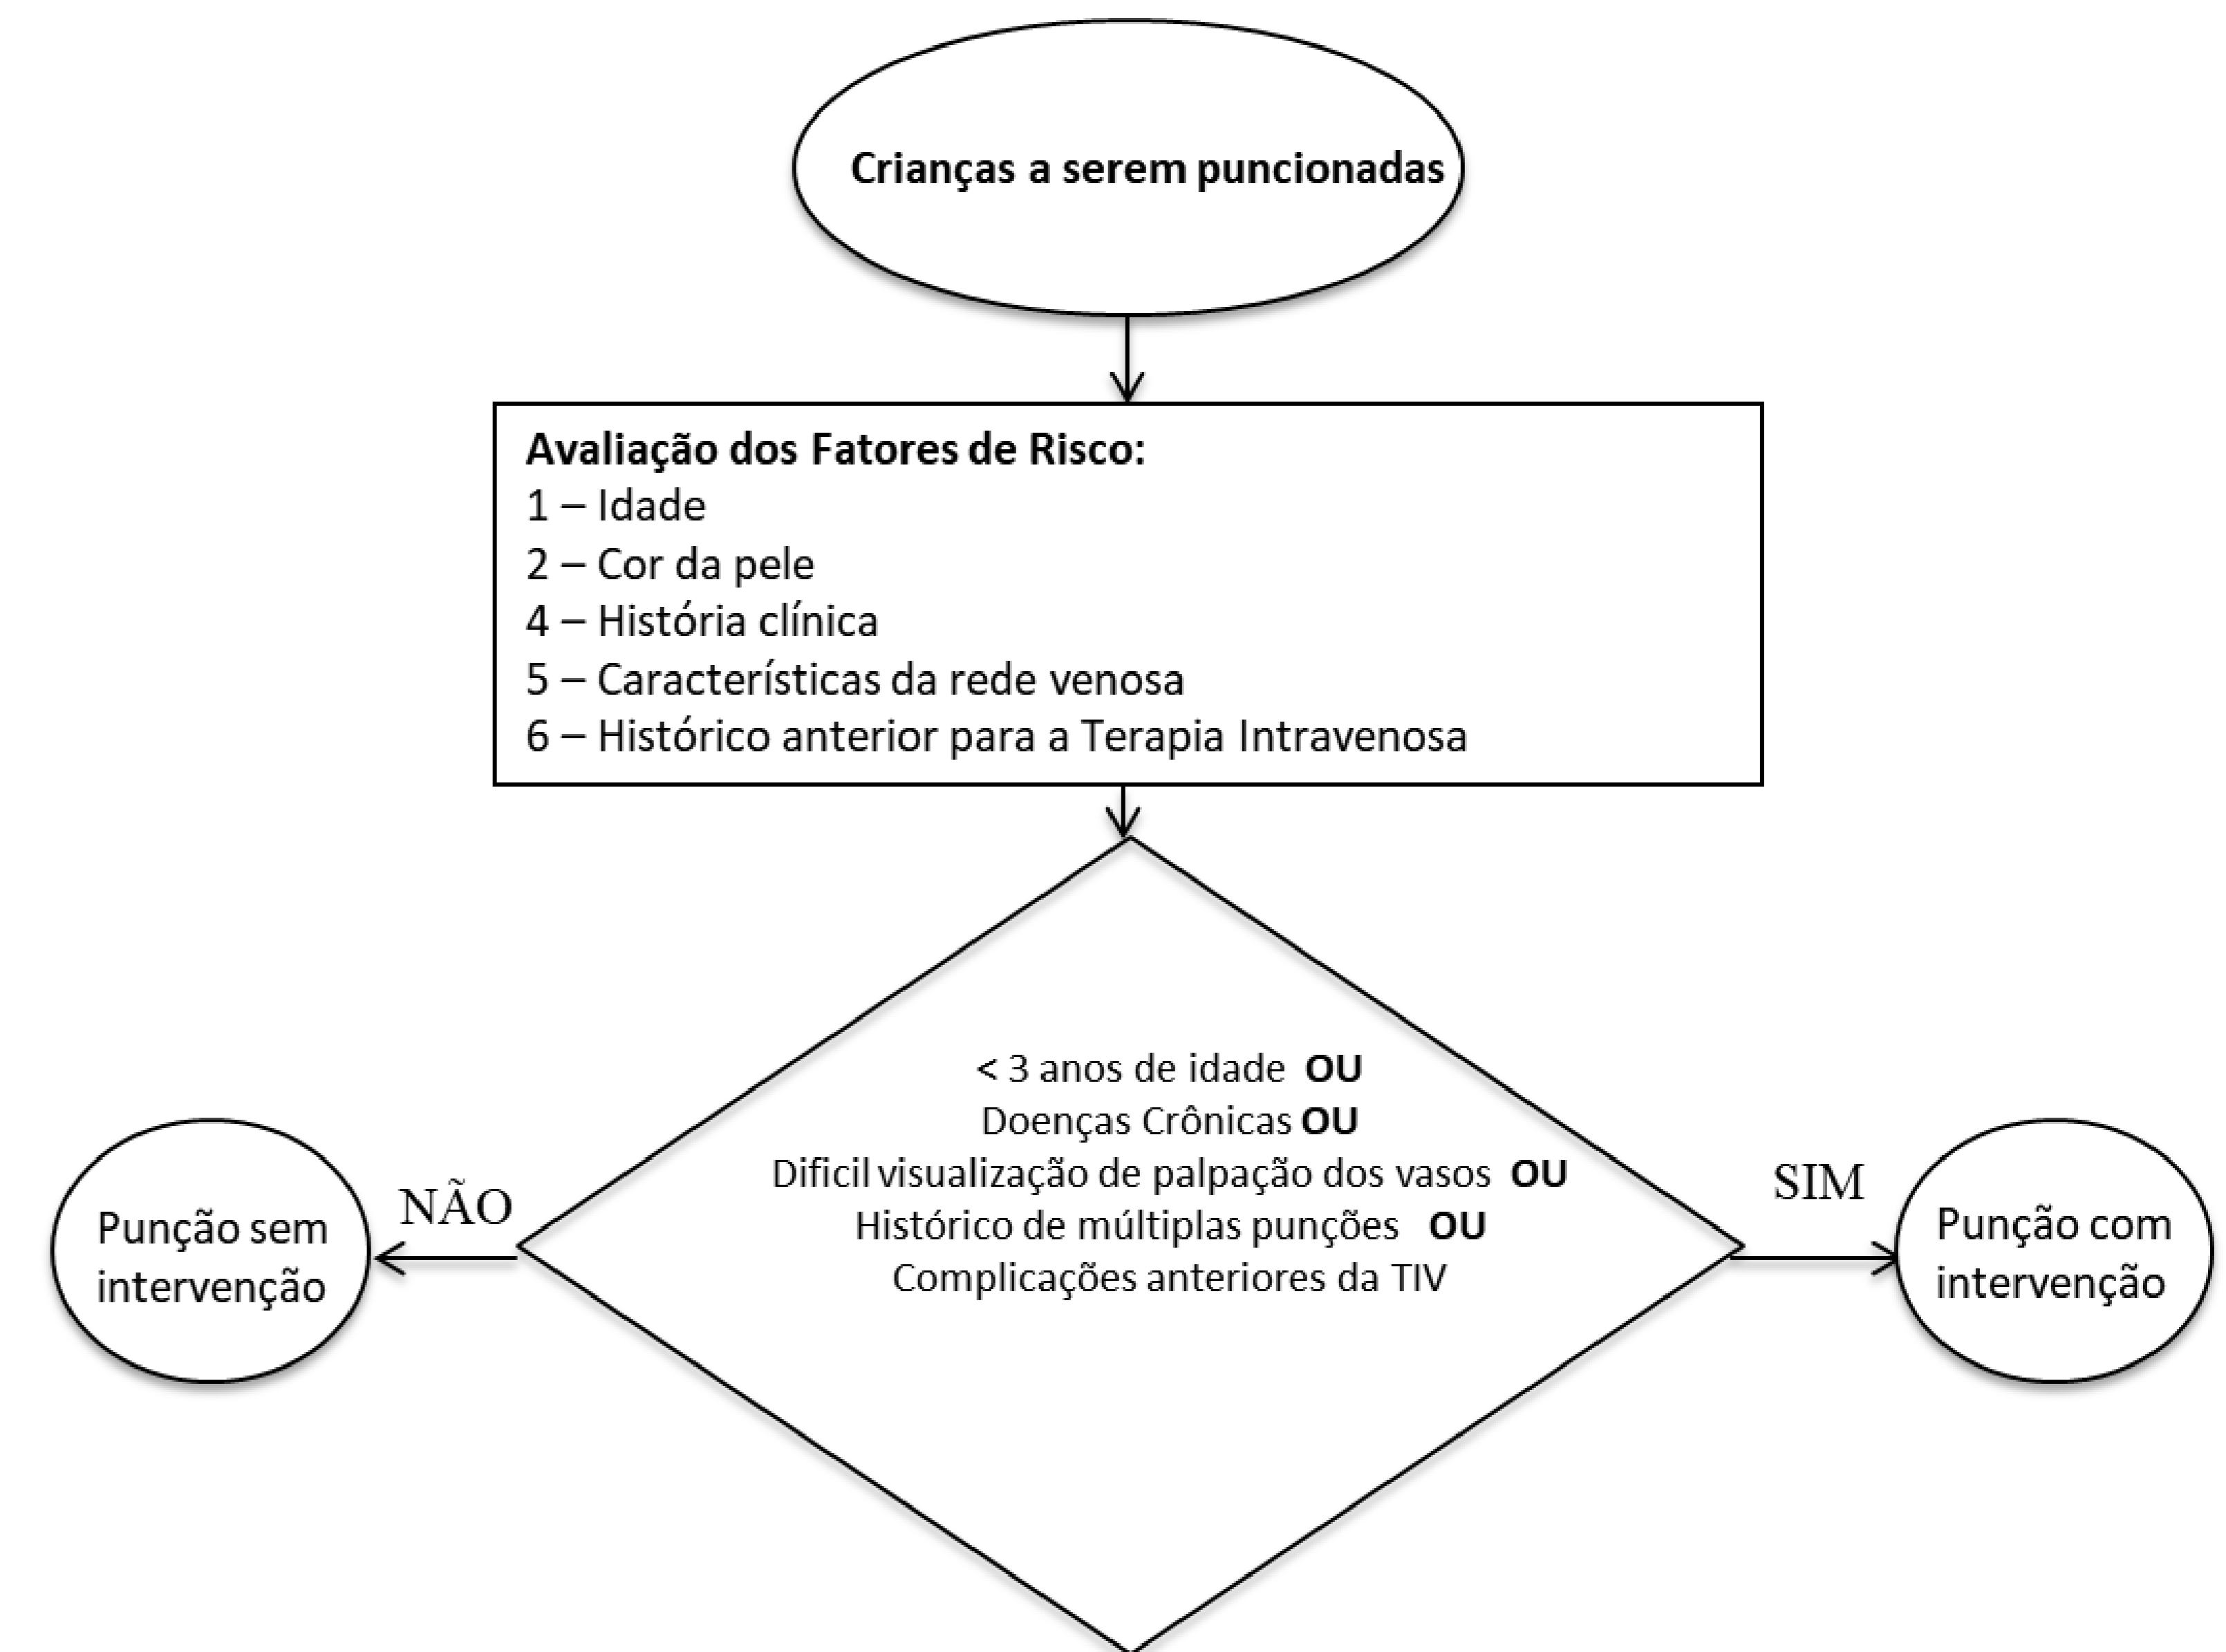 Crianças a serem puncionadas
Avaliação dos Fatores de Risco:
1 – Idade
2 – Cor da pele
4 – História clínica
5 – Características da rede venosa
6 – Histórico anterior para a Terapia Intravenosa
< 3 anos de idade OU
Doenças Crônicas OU
Dificil visualização de palpação dos vasos OU
Histórico de múltiplas punções OU
Complicações anteriores da TIV
NÃO
Punção sem
intervenção
SIM
Punção com
intervenção